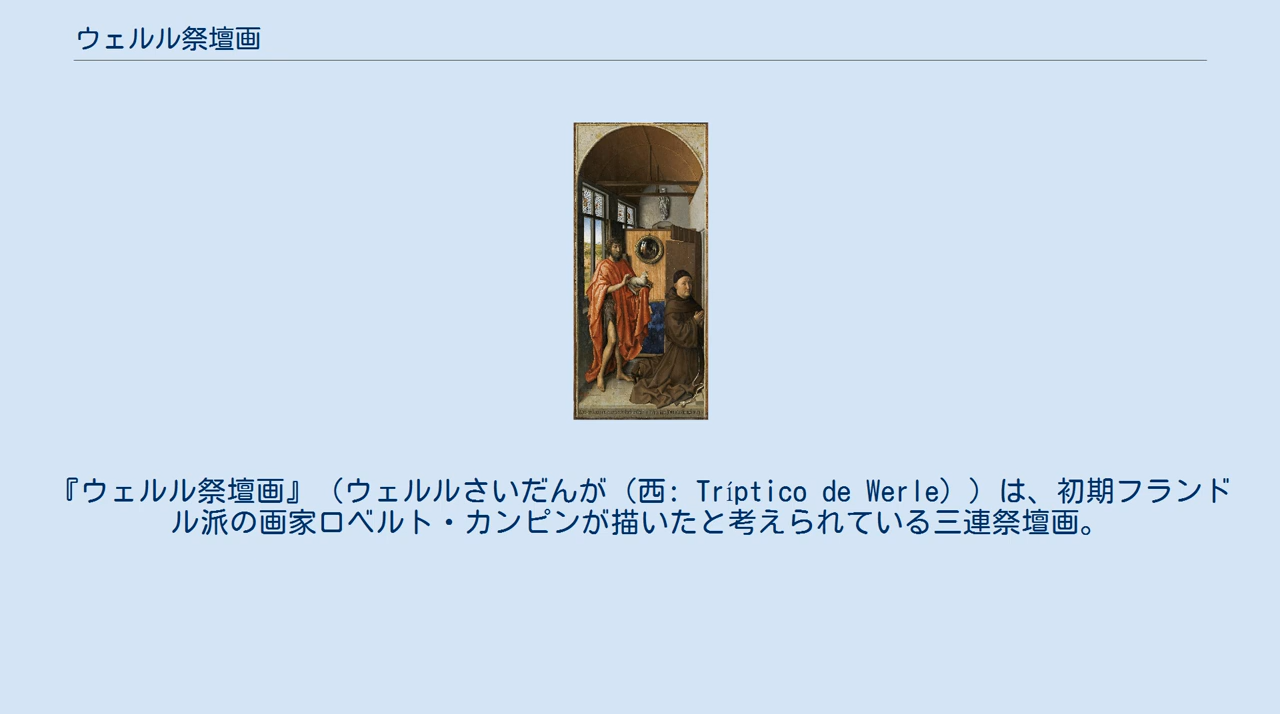 ウェルル祭壇画
『ウェルル祭壇画』（ウェルルさいだんが（西: Tríptico de Werle））は、初期フランド
ル派の画家ロベルト・カンピンが描いたと考えられている三連祭壇画。